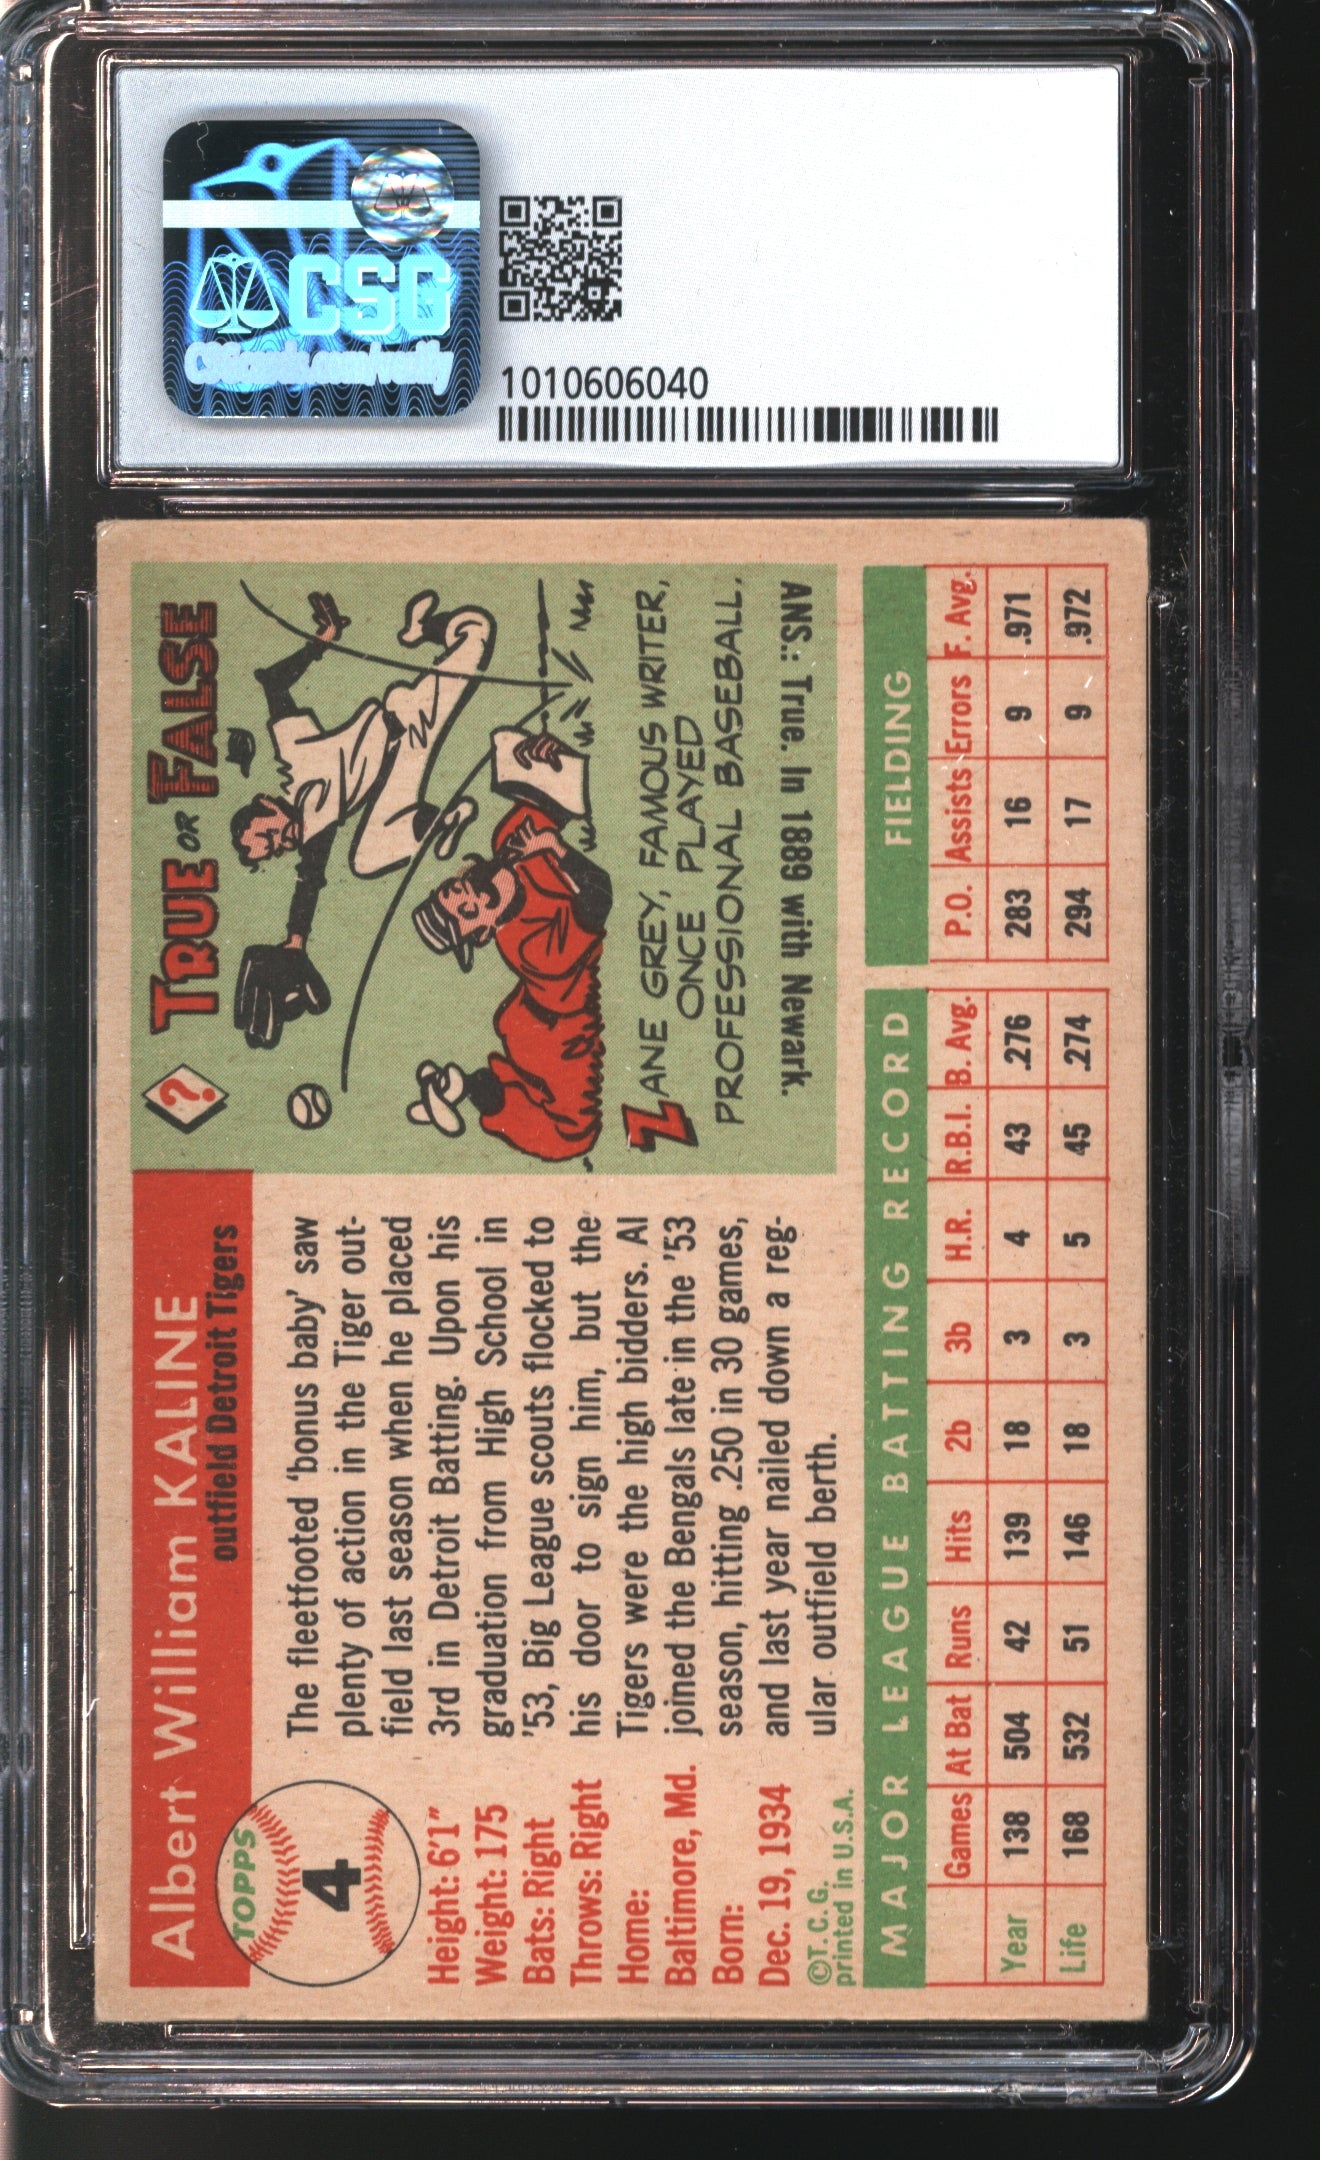 CSG
1010606040
Albert William KALINE
outfield Detroit Tigers
TOPPS
4
Height: 6'1"
Weight: 175
Bats: Right
Throws: Right
Home:
Baltimore, Md.
Born:
Dec. 19, 1934
©T. C. G.
printed in U.S.A.
The fleetfooted 'bonus baby' saw
plenty of action in the Tiger out-
field last season when he placed
3rd in Detroit Batting. Upon his
graduation from High School in
'53, Big League scouts flocked to
his door to sign him, but the
Tigers were the high bidders. Al
joined the Bengals late in the '53
season, hitting .250 in 30 games,
and last year nailed down a reg-
ular outfield berth.
? TRUE OR FALSE
ZANE GREY, FAMOUS WRITER,
ONCE PLAYED
PROFESSIONAL BASEBALL.
ANS.: True. In 1889 with Newark.
MAJOR LEAGUE BATTING RECORD FIELDING
Games At Bat Runs Hits 2b 3b H.R. R.B.I. B. Avg. P.O. Assists Errors F. Avg.
Year 138 504 42 139 18 3 4 43 .276 283 16 9 .971
Life 168 532 51 146 18 3 5 45 .274 294 17 9 .972